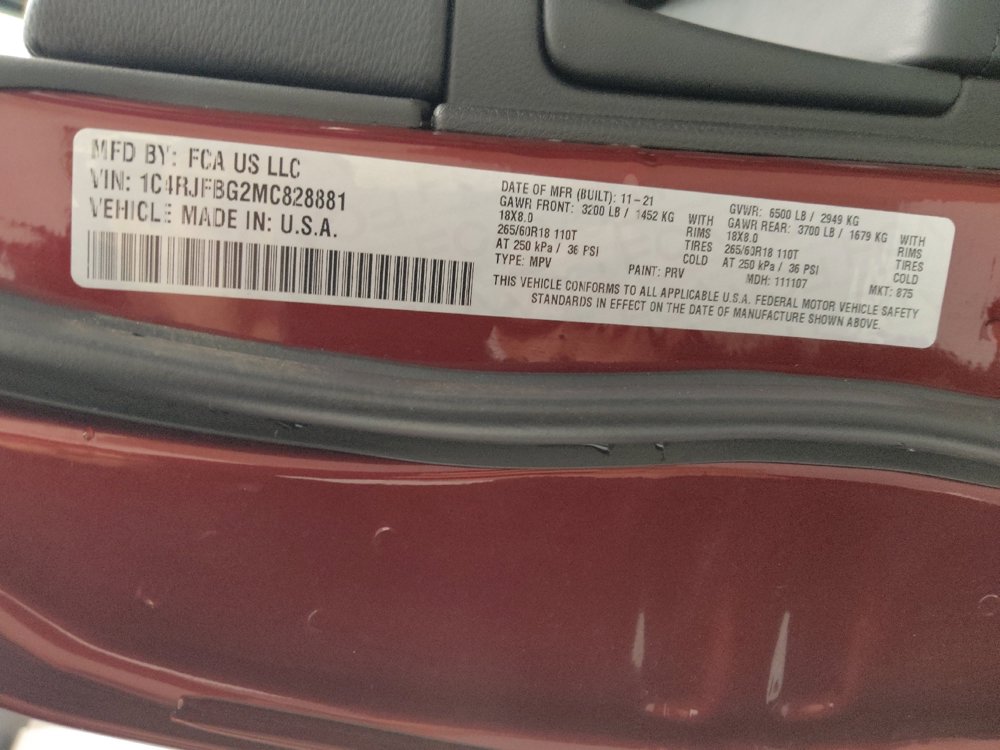 MFD BY: FCA US LLC
VIN: 1C4RJFBG2MC828881
VEHICLE MADE IN: U.S.A.
DATE OF MFR (BUILT): 11-21
GAWR FRONT: 3200 LB / 1452 KG WITH
18X8.0 RIMS
265/60R18 110T TIRES
AT 250 kPa / 36 PSI COLD
TYPE: MPV
PAINT: PRV
GVWR: 6500 LB / 2949 KG
GAWR REAR: 3700 LB / 1679 KG WITH
18X8.0 RIMS
265/60R18 110T TIRES
AT 250 kPa / 36 PSI COLD
MDH: 111107
MKT: 875
THIS VEHICLE CONFORMS TO ALL APPLICABLE U.S.A. FEDERAL MOTOR VEHICLE SAFETY
STANDARDS IN EFFECT ON THE DATE OF MANUFACTURE SHOWN ABOVE.